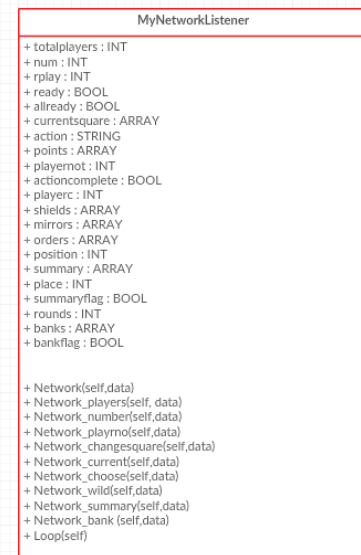 MyNetworkListener
+ totalplayers : INT
+ num : INT
+ rplay : INT
+ ready : BOOL
+ allready : BOOL
+ currentsquare : ARRAY
+ action : STRING
+ points : ARRAY
+ playernot : INT
+ actioncomplete : BOOL
+ playerc : INT
+ shields : ARRAY
+ mirrors : ARRAY
+ orders : ARRAY
+ position : INT
+ summary : ARRAY
+ place : INT
+ summaryflag : BOOL
+ rounds : INT
+ banks : ARRAY
+ bankflag : BOOL
+ Network(self,data)
+ Network_players(self, data)
+ Network_number(self,data)
+ Network_playrno(self,data)
+ Network_changesquare(self,data)
+ Network_current(self,data)
+ Network_choose(self,data)
+ Network_wild(self,data)
+ Network_summary(self,data)
+ Network_bank (self,data)
+ Loop(self)